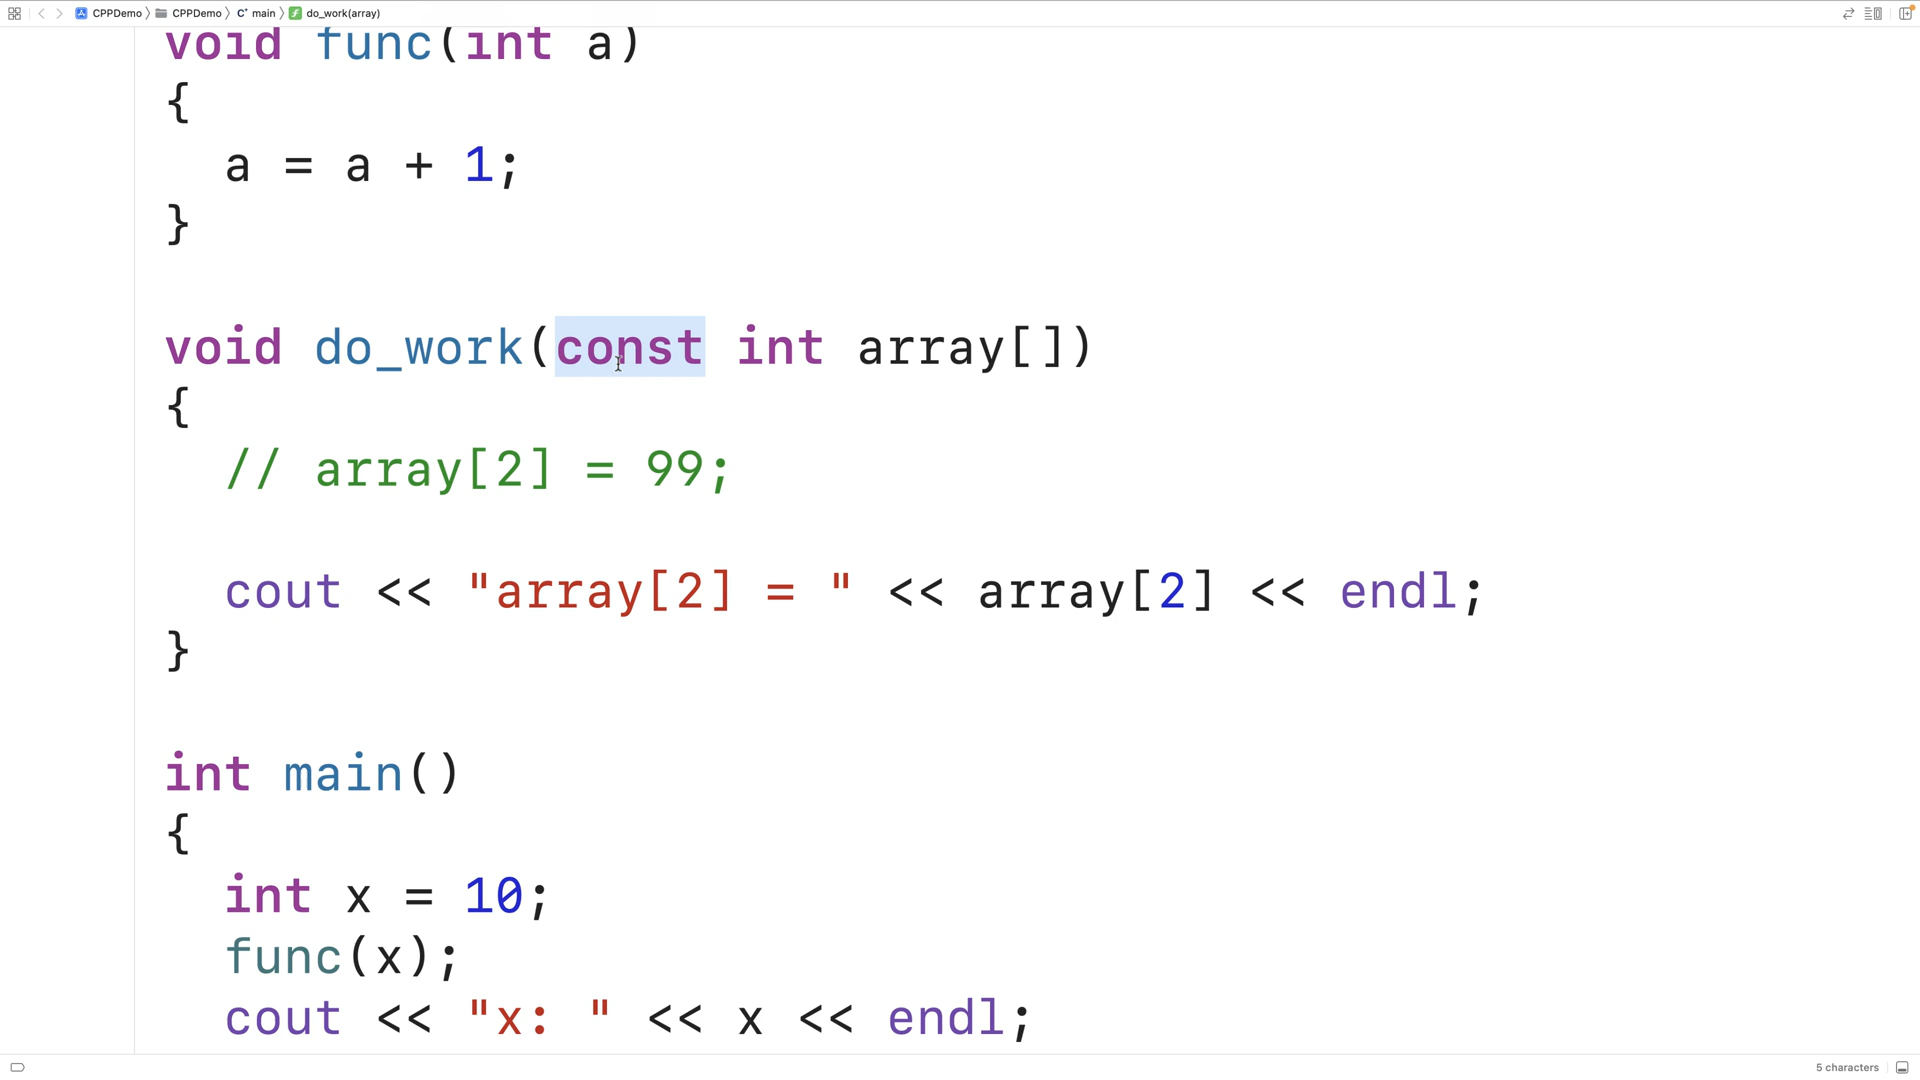 CPPDemo 〉 CPPDemo 〉 C+ main 〉 f do_work(array)
void func(int a)
{
a = a + 1;
}
void do_work(const int array[])
{
// array[2] = 99;
cout << "array[2] = " << array[2] << endl;
}
int main()
{
int x = 10;
func(x);
cout << "x: " << x << endl;
5 characters